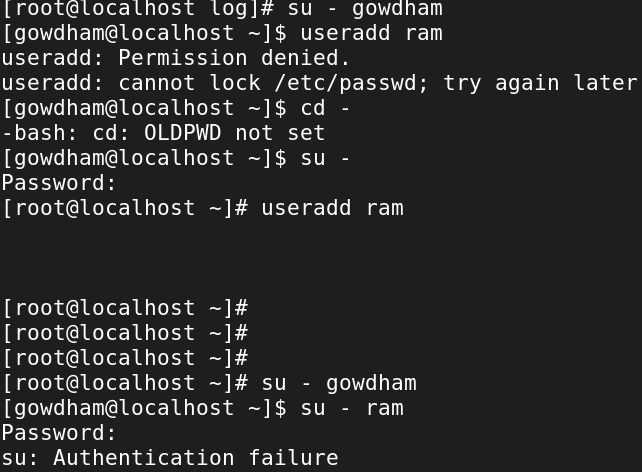 [root@localhost log]# su - gowdham
[gowdham@localhost ~]$ useradd ram
useradd: Permission denied.
useradd: cannot lock /etc/passwd; try again later
[gowdham@localhost ~]$ cd -
-bash: cd: OLDPWD not set
[gowdham@localhost ~]$ su -
Password:
[root@localhost ~]# useradd ram
[root@localhost ~]#
[root@localhost ~]#
[root@localhost ~]#
[root@localhost ~]# su - gowdham
[gowdham@localhost ~]$ su - ram
Password:
su: Authentication failure